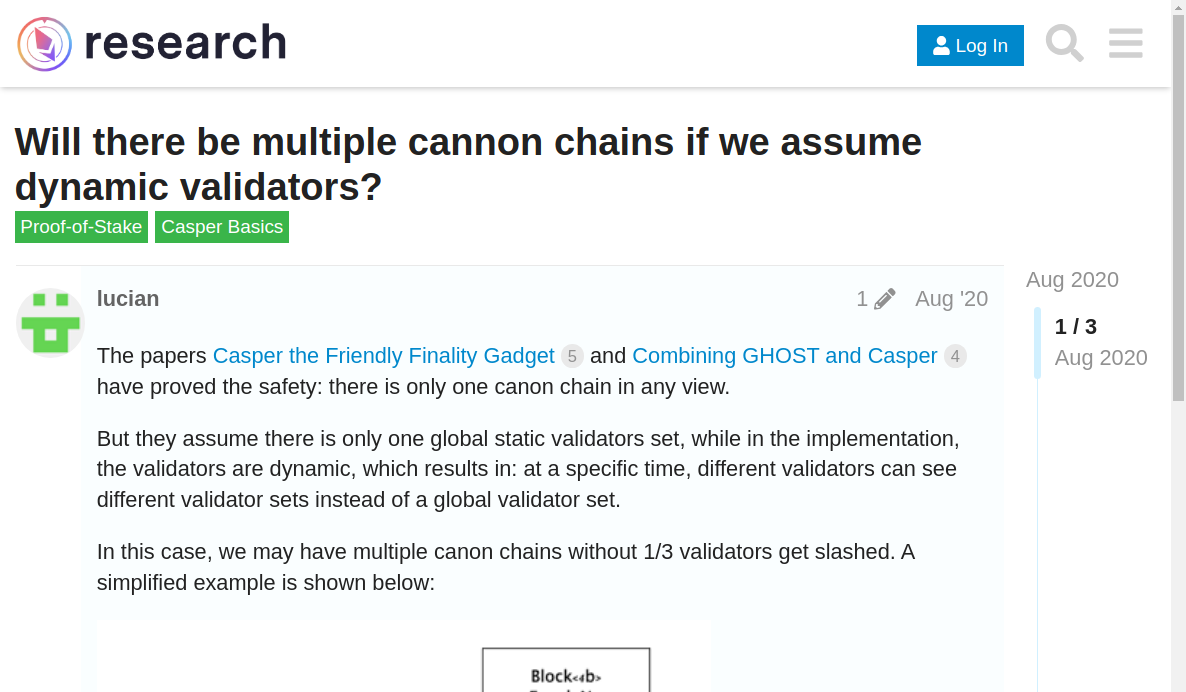 research
Log In
Will there be multiple cannon chains if we assume
dynamic validators?
Proof-of-Stake Casper Basics
lucian
1 Aug '20
Aug 2020
1 / 3
Aug 2020
The papers Casper the Friendly Finality Gadget 5 and Combining GHOST and Casper 4
have proved the safety: there is only one canon chain in any view.
But they assume there is only one global static validators set, while in the implementation,
the validators are dynamic, which results in: at a specific time, different validators can see
different validator sets instead of a global validator set.
In this case, we may have multiple canon chains without 1/3 validators get slashed. A
simplified example is shown below:
Block<4b>